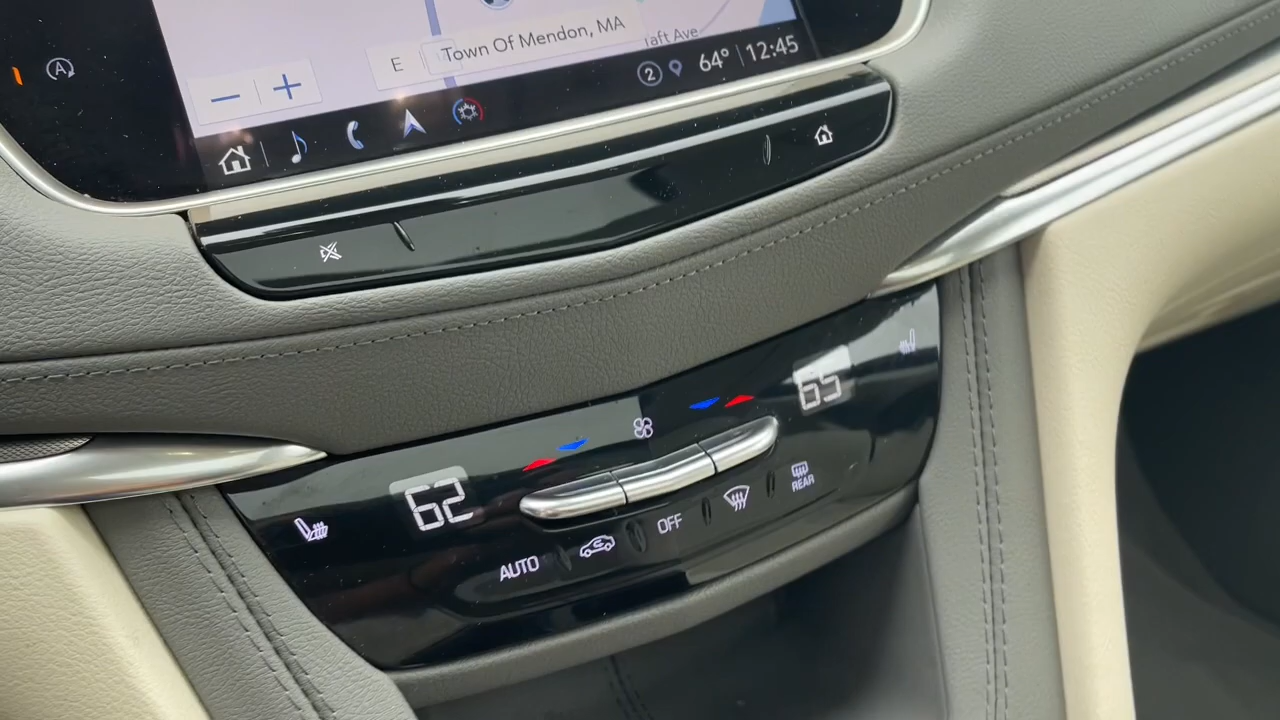 Town Of Mendon, MA
E
Taft Ave
2 64° 12:45
65
62
REAR
OFF
AUTO